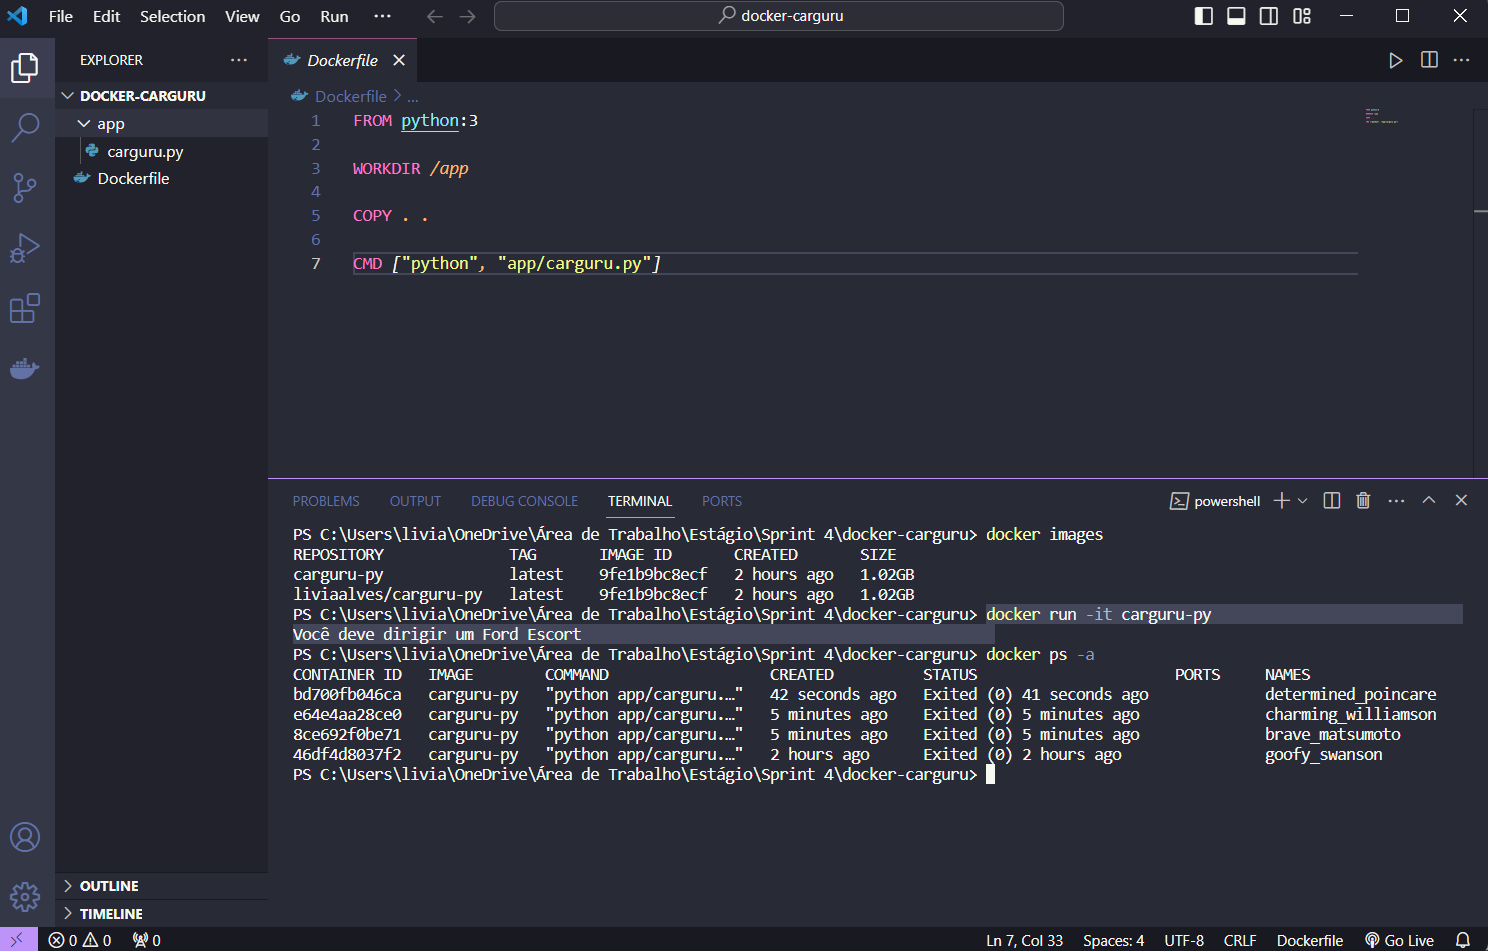 File Edit Selection View Go Run ··· docker-carguru
EXPLORER ···
Dockerfile
DOCKER-CARGURU
app
carguru.py
Dockerfile
Dockerfile > ...
1 FROM python:3
2
3 WORKDIR /app
4
5 COPY . .
6
7 CMD ["python", "app/carguru.py"]
PROBLEMS OUTPUT DEBUG CONSOLE TERMINAL PORTS powershell
PS C:\Users\livia\OneDrive\Área de Trabalho\Estágio\Sprint 4\docker-carguru> docker images
REPOSITORY TAG IMAGE ID CREATED SIZE
carguru-py latest 9fe1b9bc8ecf 2 hours ago 1.02GB
liviaalves/carguru-py latest 9fe1b9bc8ecf 2 hours ago 1.02GB
PS C:\Users\livia\OneDrive\Área de Trabalho\Estágio\Sprint 4\docker-carguru> docker run -it carguru-py
Você deve dirigir um Ford Escort
PS C:\Users\livia\OneDrive\Área de Trabalho\Estágio\Sprint 4\docker-carguru> docker ps -a
CONTAINER ID IMAGE COMMAND CREATED STATUS PORTS NAMES
bd700fb046ca carguru-py "python app/carguru.…" 42 seconds ago Exited (0) 41 seconds ago determined_poincare
e64e4aa28ce0 carguru-py "python app/carguru.…" 5 minutes ago Exited (0) 5 minutes ago charming_williamson
8ce692f0be71 carguru-py "python app/carguru.…" 5 minutes ago Exited (0) 5 minutes ago brave_matsumoto
46df4d8037f2 carguru-py "python app/carguru.…" 2 hours ago Exited (0) 2 hours ago goofy_swanson
PS C:\Users\livia\OneDrive\Área de Trabalho\Estágio\Sprint 4\docker-carguru>
OUTLINE
TIMELINE
0 0 0 Ln 7, Col 33 Spaces: 4 UTF-8 CRLF Dockerfile Go Live